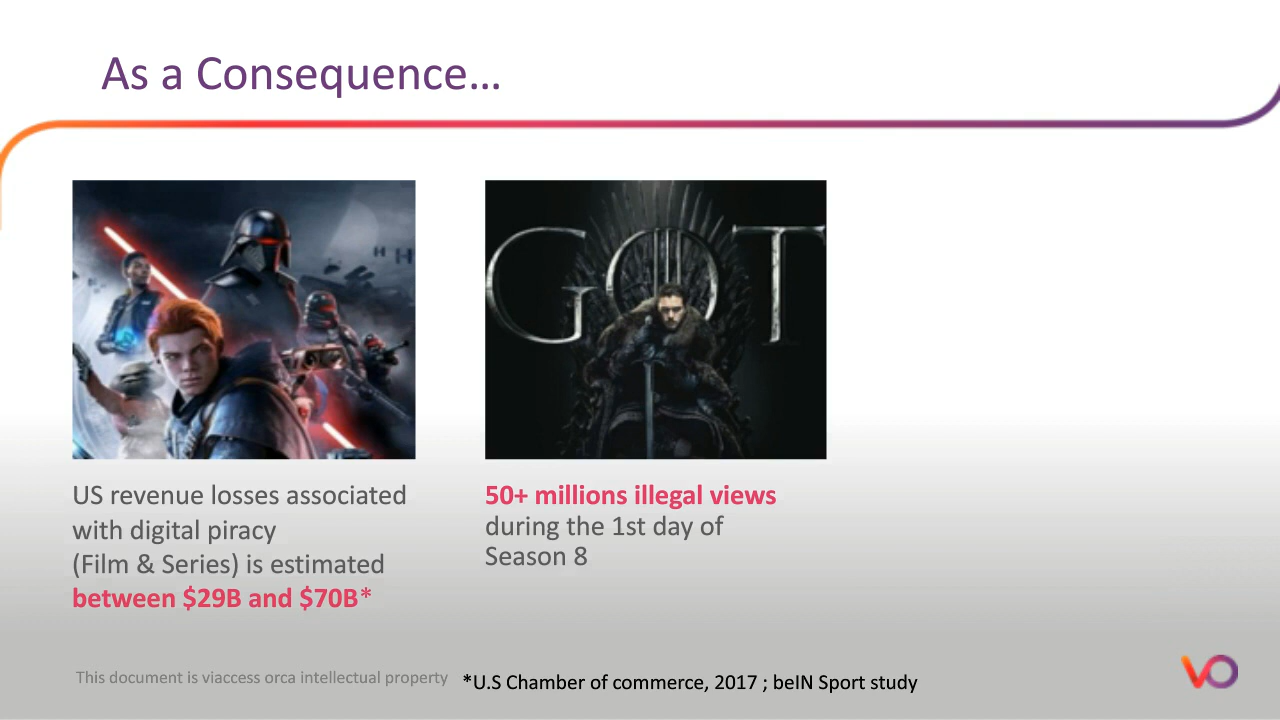 As a Consequence…
GOT
US revenue losses associated
with digital piracy
(Film & Series) is estimated
between $29B and $70B*
50+ millions illegal views
during the 1st day of
Season 8
This document is viaccess orca intellectual property
*U.S Chamber of commerce, 2017 ; beIN Sport study
VO